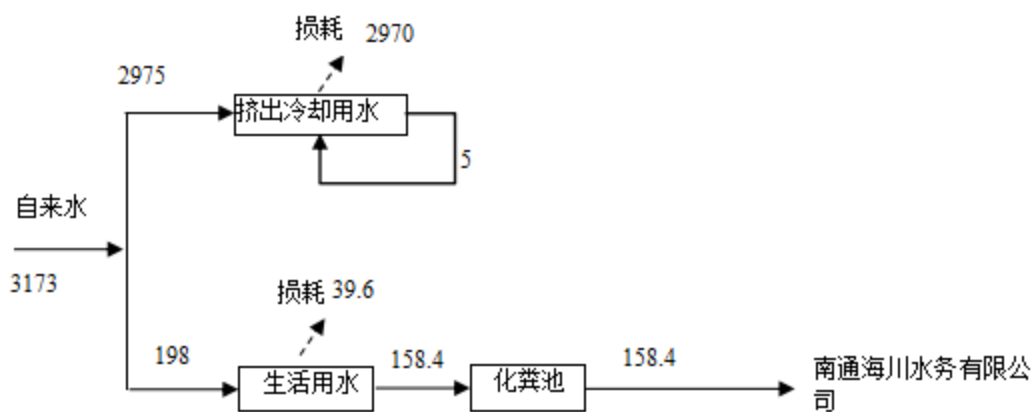 损耗 2970
2975
挤出冷却用水
5
自来水
3173
损耗 39.6
198
生活用水
158.4
化粪池
158.4
南通海川水务有限公
司